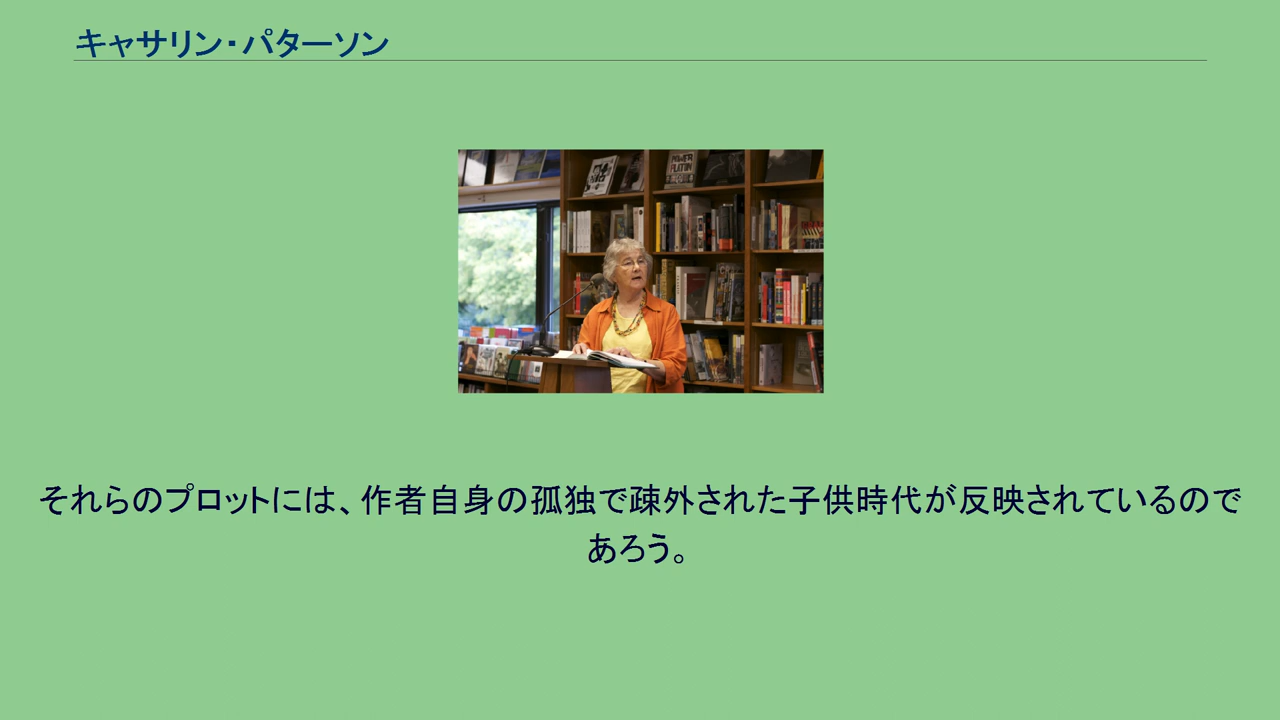 キャサリン・パターソン
それらのプロットには、作者自身の孤独で疎外された子供時代が反映されているので
あろう。